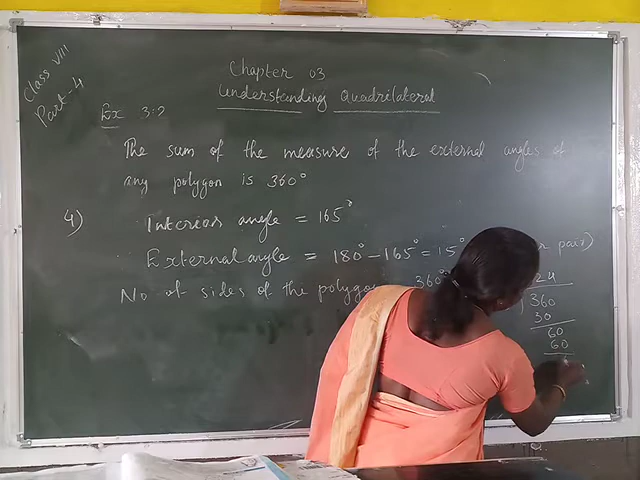 Class VIII
Part-4
Chapter 03
Understanding Quadrilateral
Ex 3.2
The sum of the measure of the external angles of
any polygon is 360°
4) Interior angle = 165°
External angle = 180° - 165° = 15° pair)
No of sides of the polygon 360°
24
360
30
60
60